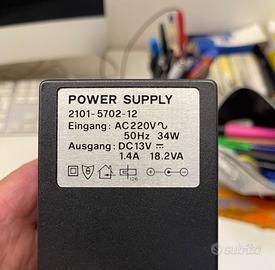 POWER SUPPLY
2101-5702-12
Eingang: AC220V∿
50Hz 34W
Ausgang: DC13V ⎓
1.4A 18.2VA
subito